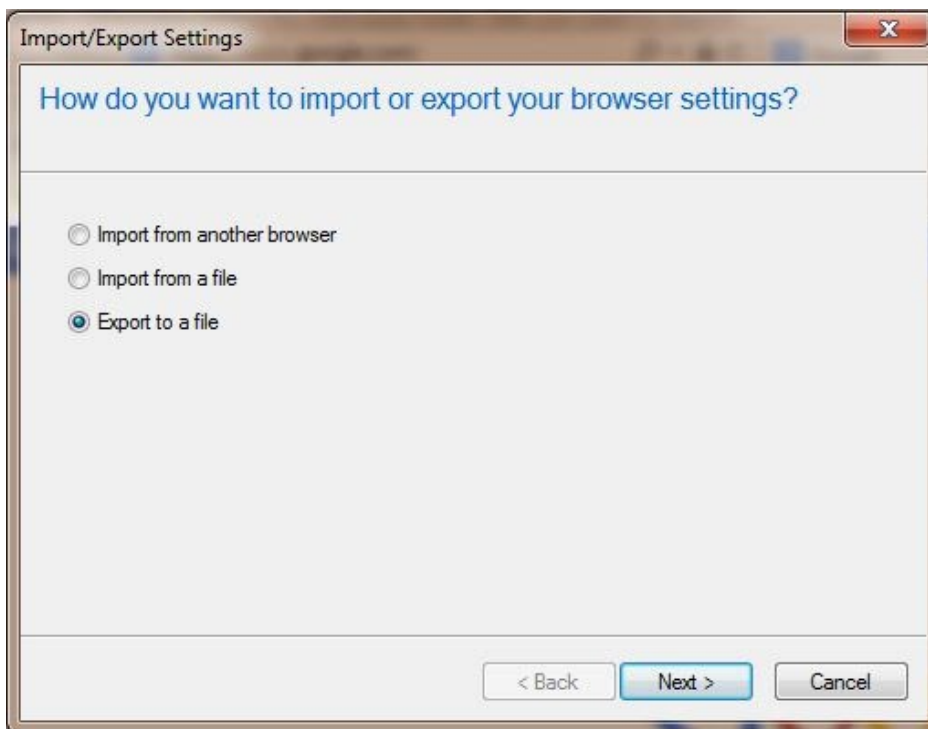 Import/Export Settings
How do you want to import or export your browser settings?
Import from another browser
Import from a file
Export to a file
< Back Next > Cancel